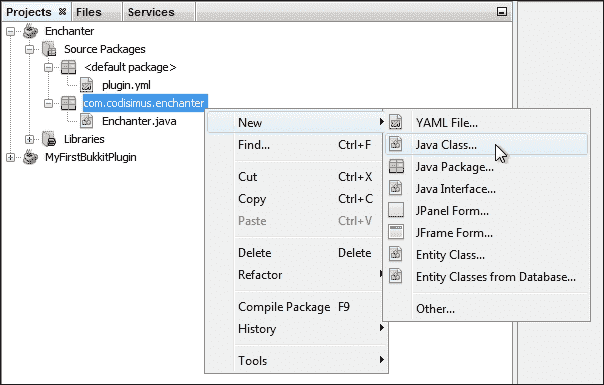 Projects Files Services
Enchanter
Source Packages
<default package>
plugin.yml
com.codisimus.enchanter
Enchanter.java
Libraries
MyFirstBukkitPlugin
New
Find... Ctrl+F
Cut Ctrl+X
Copy Ctrl+C
Paste Ctrl+V
Delete Delete
Refactor
Compile Package F9
History
Tools
YAML File...
Java Class...
Java Package...
Java Interface...
JPanel Form...
JFrame Form...
Entity Class...
Entity Classes from Database...
Other...